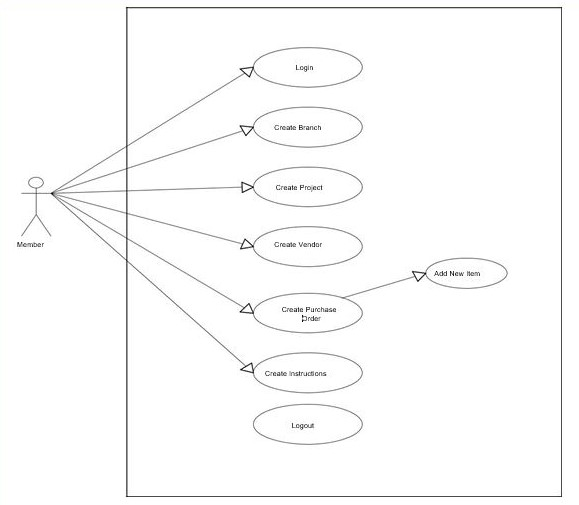 Login
Create Branch
Create Project
Member
Create Vendor
Add New Item
Create Purchase
Order
Create Instructions
Logout